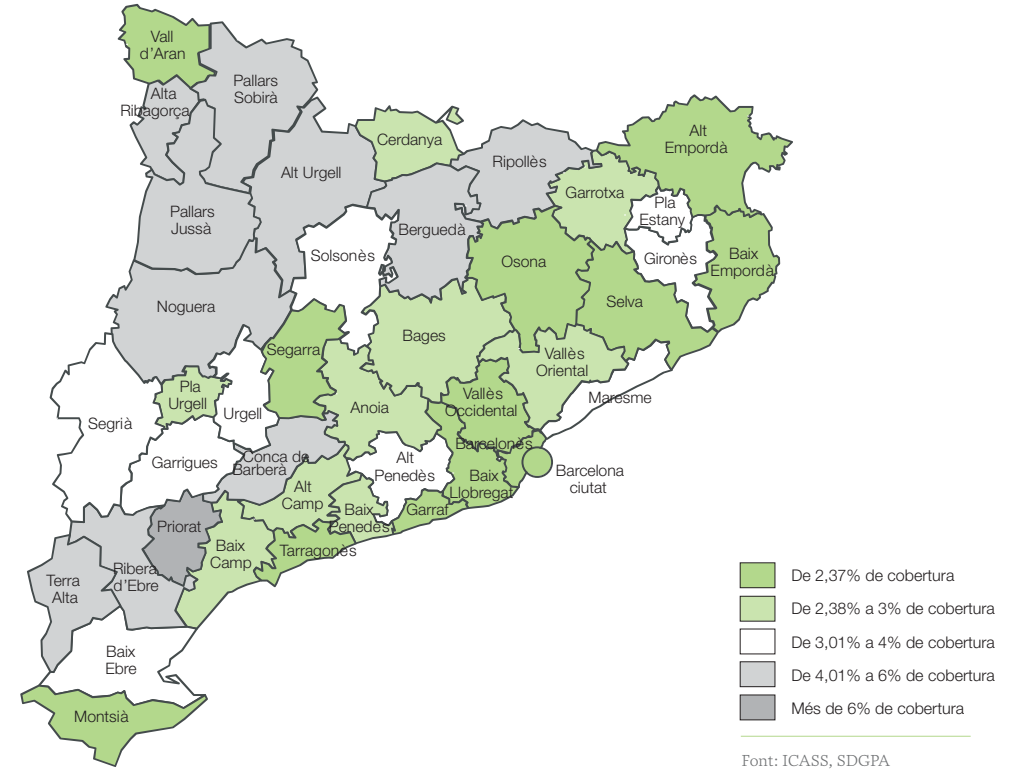 Vall
d'Aran
Alta
Ribagorça
Pallars
Sobirà
Cerdanya
Alt
Empordà
Alt Urgell
Ripollès
Garrotxa
Pla
Estany
Pallars
Jussà
Berguedà
Solsonès
Osona
Gironès
Baix
Empordà
Noguera
Selva
Bages
Segarra
Vallès
Oriental
Pla
Urgell
Urgell
Anoia
Vallès
Occidental
Maresme
Segrià
Barcelonès
Garrigues
Conca de
Barberà
Alt
Penedès
Baix
Llobregat
Barcelona
ciutat
Alt
Camp
Baix
Penedès
Garraf
Priorat
Baix
Camp
Tarragonès
Ribera
d'Ebre
Terra
Alta
Baix
Ebre
Montsià
De 2,37% de cobertura
De 2,38% a 3% de cobertura
De 3,01% a 4% de cobertura
De 4,01% a 6% de cobertura
Més de 6% de cobertura
Font: ICASS, SDGPA